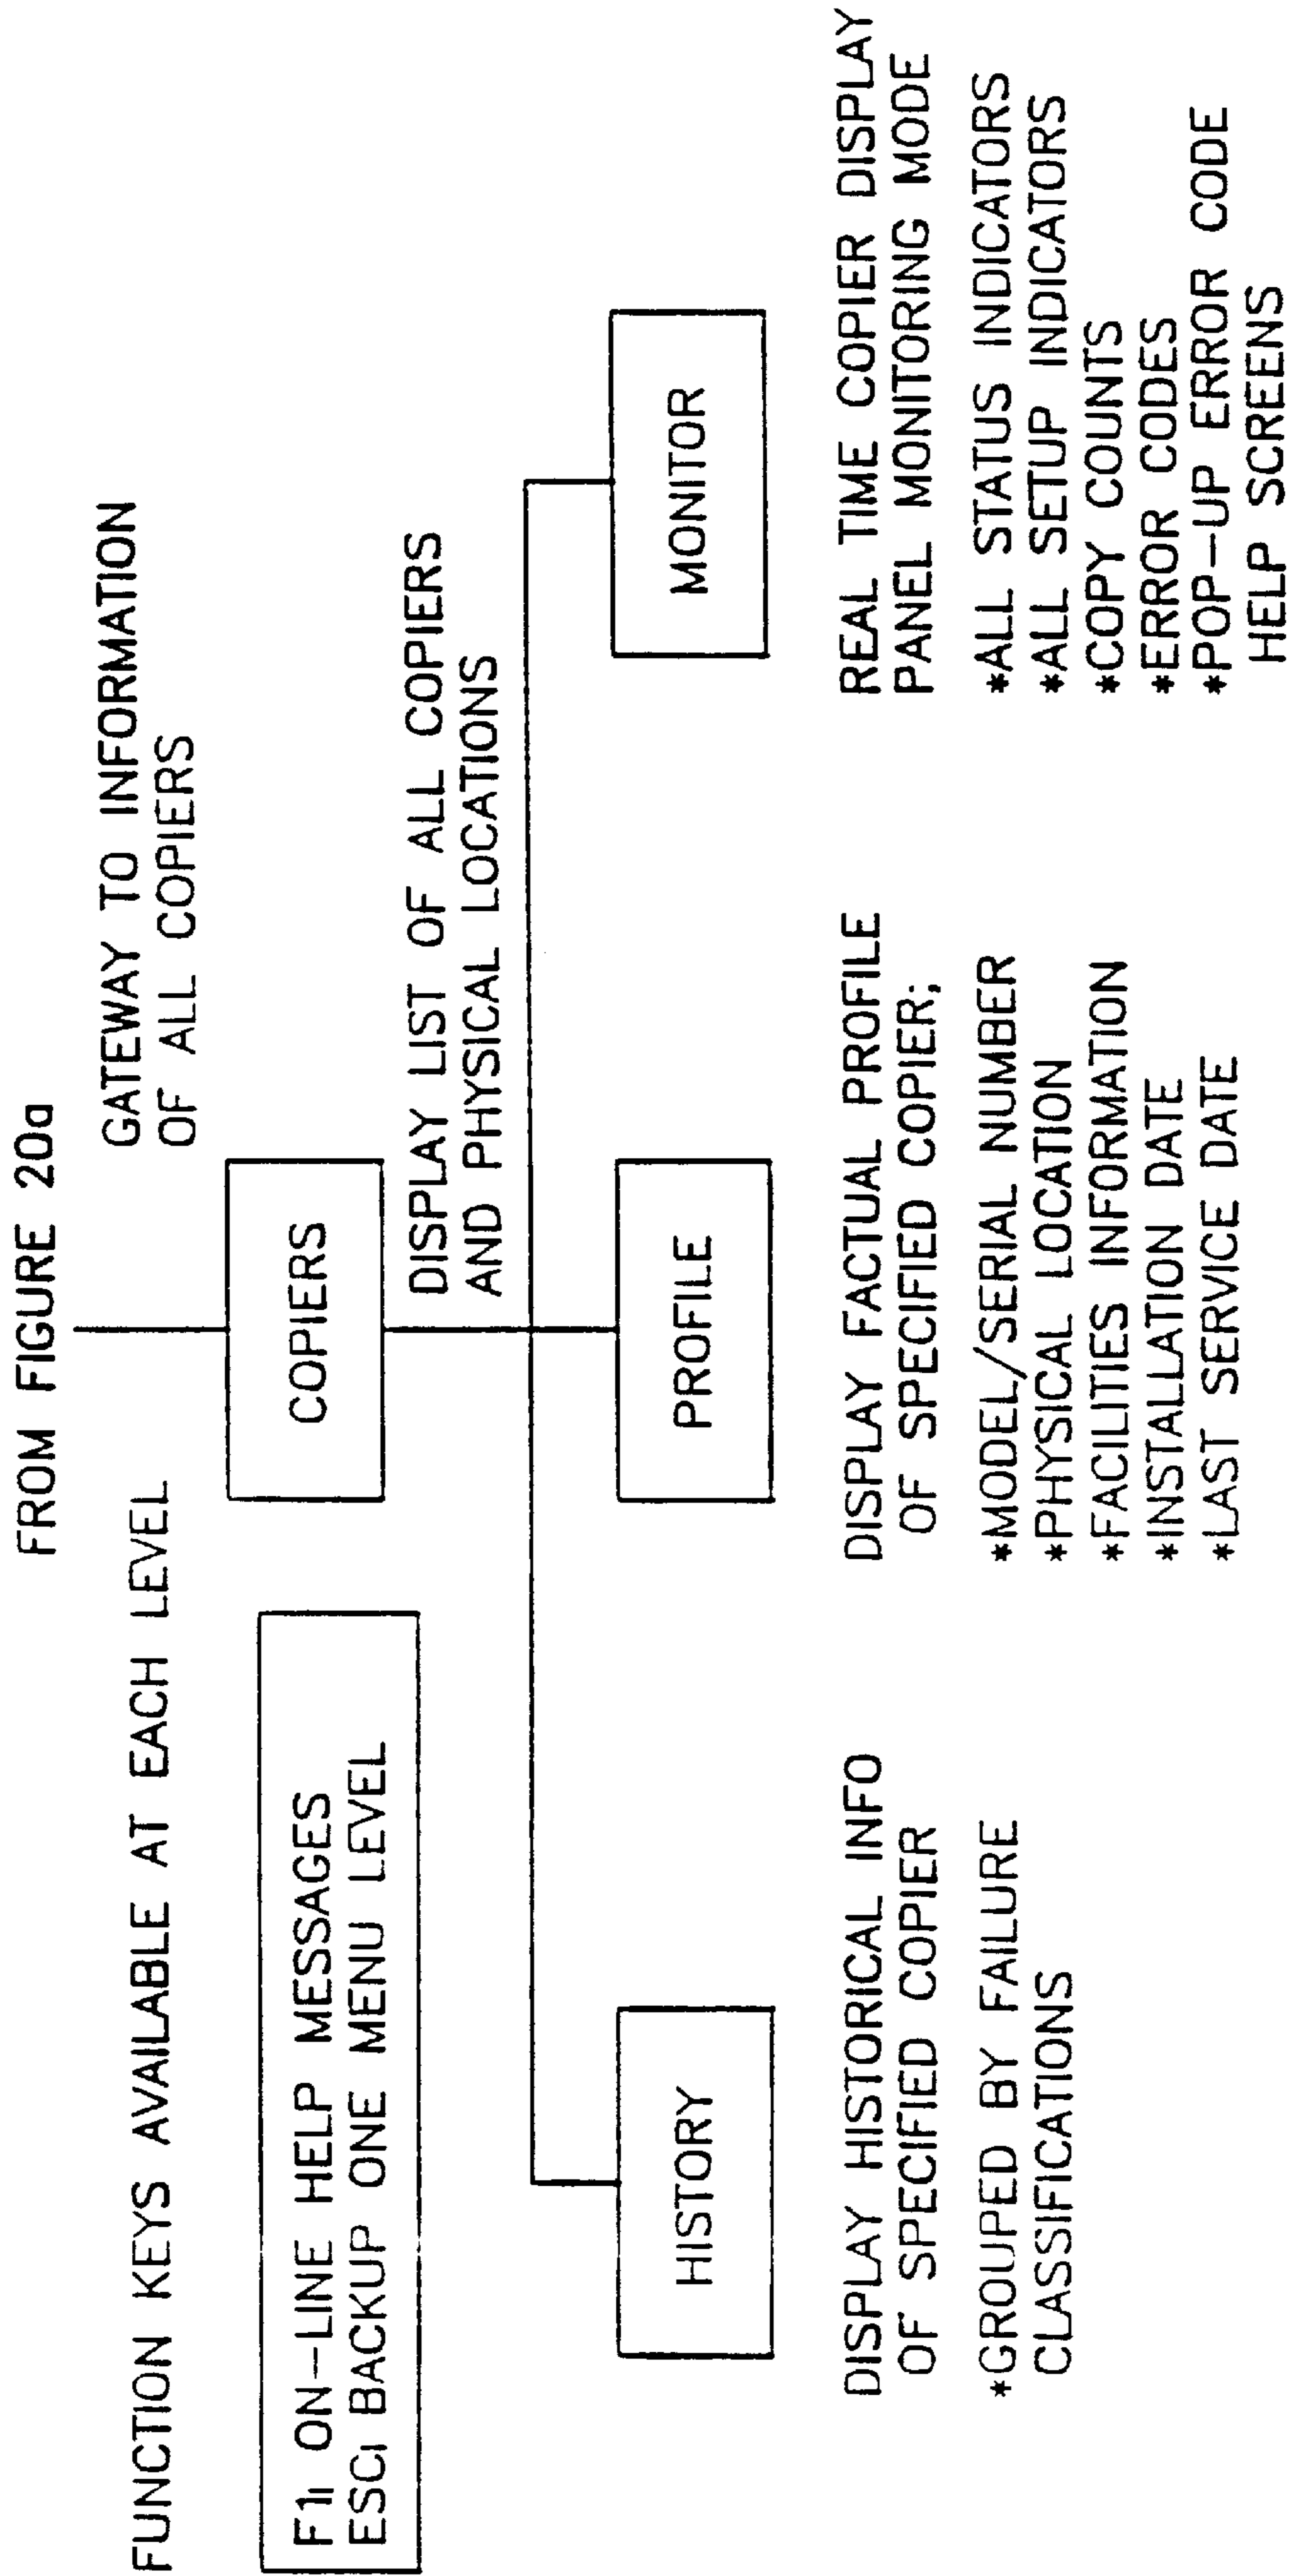 FROM FIGURE 20a
FUNCTION KEYS AVAILABLE AT EACH LEVEL
F1: ON-LINE HELP MESSAGES
ESC: BACKUP ONE MENU LEVEL
COPIERS
GATEWAY TO INFORMATION
OF ALL COPIERS
DISPLAY LIST OF ALL COPIERS
AND PHYSICAL LOCATIONS
HISTORY
DISPLAY HISTORICAL INFO
OF SPECIFIED COPIER
*GROUPED BY FAILURE
CLASSIFICATIONS
PROFILE
DISPLAY FACTUAL PROFILE
OF SPECIFIED COPIER;
*MODEL/SERIAL NUMBER
*PHYSICAL LOCATION
*FACILITIES INFORMATION
*INSTALLATION DATE
*LAST SERVICE DATE
MONITOR
REAL TIME COPIER DISPLAY
PANEL MONITORING MODE
*ALL STATUS INDICATORS
*ALL SETUP INDICATORS
*COPY COUNTS
*ERROR CODES
*POP-UP ERROR CODE
HELP SCREENS